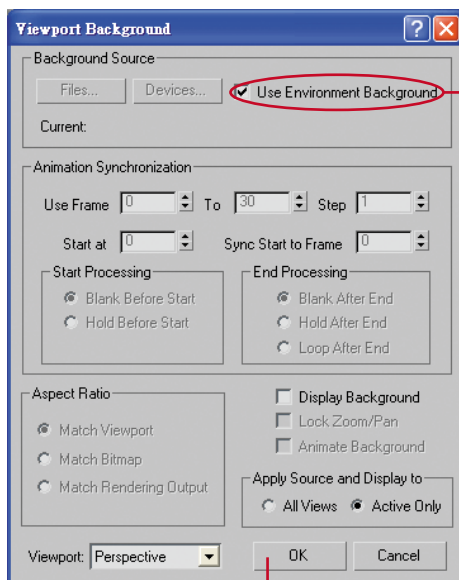 Viewport Background
Background Source
Files... Devices... Use Environment Background
Current:
Animation Synchronization
Use Frame 0 To 30 Step 1
Start at 0 Sync Start to Frame 0
Start Processing
Blank Before Start
Hold Before Start
End Processing
Blank After End
Hold After End
Loop After End
Aspect Ratio
Match Viewport
Match Bitmap
Match Rendering Output
Display Background
Lock Zoom/Pan
Animate Background
Apply Source and Display to
All Views Active Only
Viewport: Perspective OK Cancel